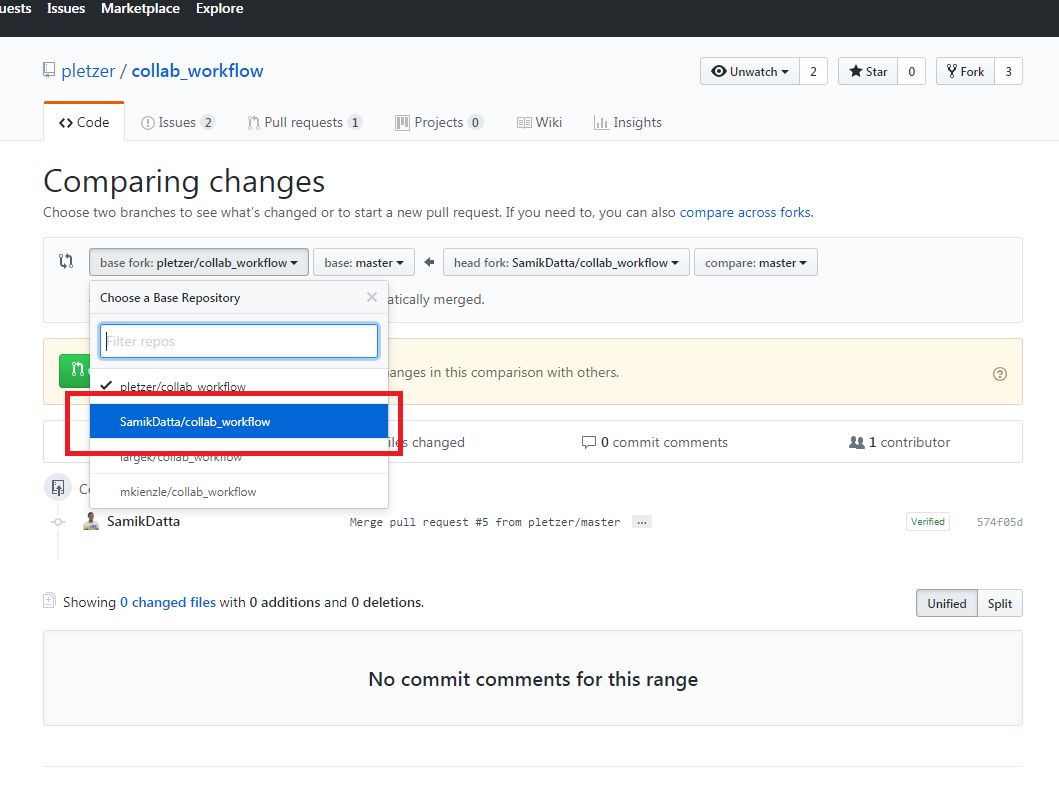 uests Issues Marketplace Explore
pletzer / collab_workflow
Unwatch 2 Star 0 Fork 3
Code Issues 2 Pull requests 1 Projects 0 Wiki Insights
Comparing changes
Choose two branches to see what's changed or to start a new pull request. If you need to, you can also compare across forks.
base fork: pletzer/collab_workflow base: master head fork: SamikDatta/collab_workflow compare: master
Choose a Base Repository
atically merged.
Filter repos
anges in this comparison with others.
pletzer/collab_workflow
SamikDatta/collab_workflow
files changed 0 commit comments 1 contributor
largek/collab_workflow
mkienzle/collab_workflow
SamikDatta Merge pull request #5 from pletzer/master ... Verified 574f05d
Showing 0 changed files with 0 additions and 0 deletions.
Unified Split
No commit comments for this range